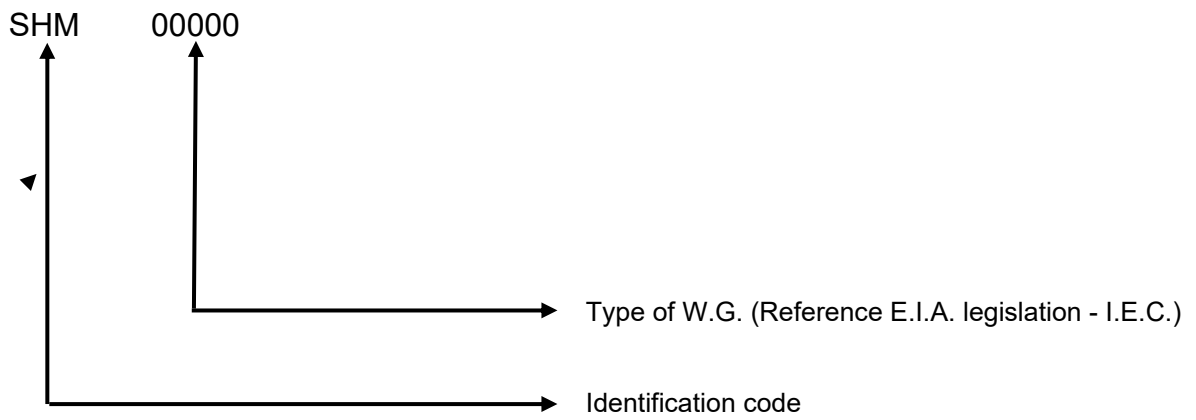 SHM 00000
Type of W.G. (Reference E.I.A. legislation - I.E.C.)
Identification code